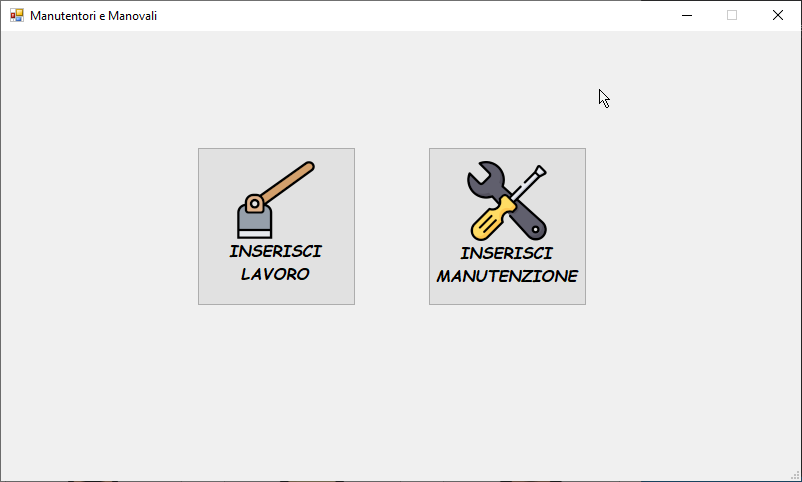 Manutentori e Manovali
INSERISCI
LAVORO
INSERISCI
MANUTENZIONE